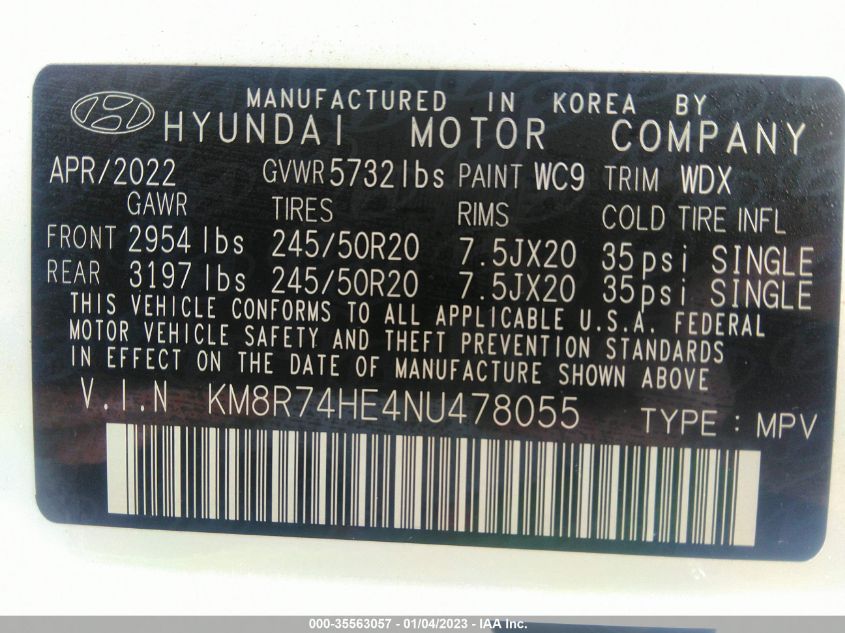 MANUFACTURED IN KOREA BY
HYUNDAI MOTOR COMPANY
APR/2022 GVWR 5732lbs PAINT WC9 TRIM WDX
GAWR TIRES RIMS COLD TIRE INFL
FRONT 2954 lbs 245/50R20 7.5JX20 35psi SINGLE
REAR 3197 lbs 245/50R20 7.5JX20 35psi SINGLE
THIS VEHICLE CONFORMS TO ALL APPLICABLE U.S.A. FEDERAL
MOTOR VEHICLE SAFETY AND THEFT PREVENTION STANDARDS
IN EFFECT ON THE DATE OF MANUFACTURE SHOWN ABOVE
V.I.N KM8R74HE4NU478055 TYPE : MPV
000-35563057 - 01/04/2023 - IAA Inc.